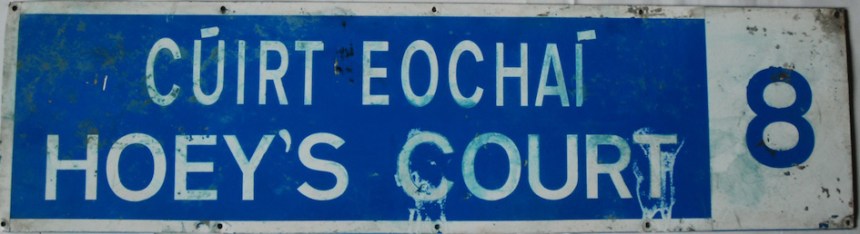 CÚIRT EOCHAÍ
HOEY'S COURT
8